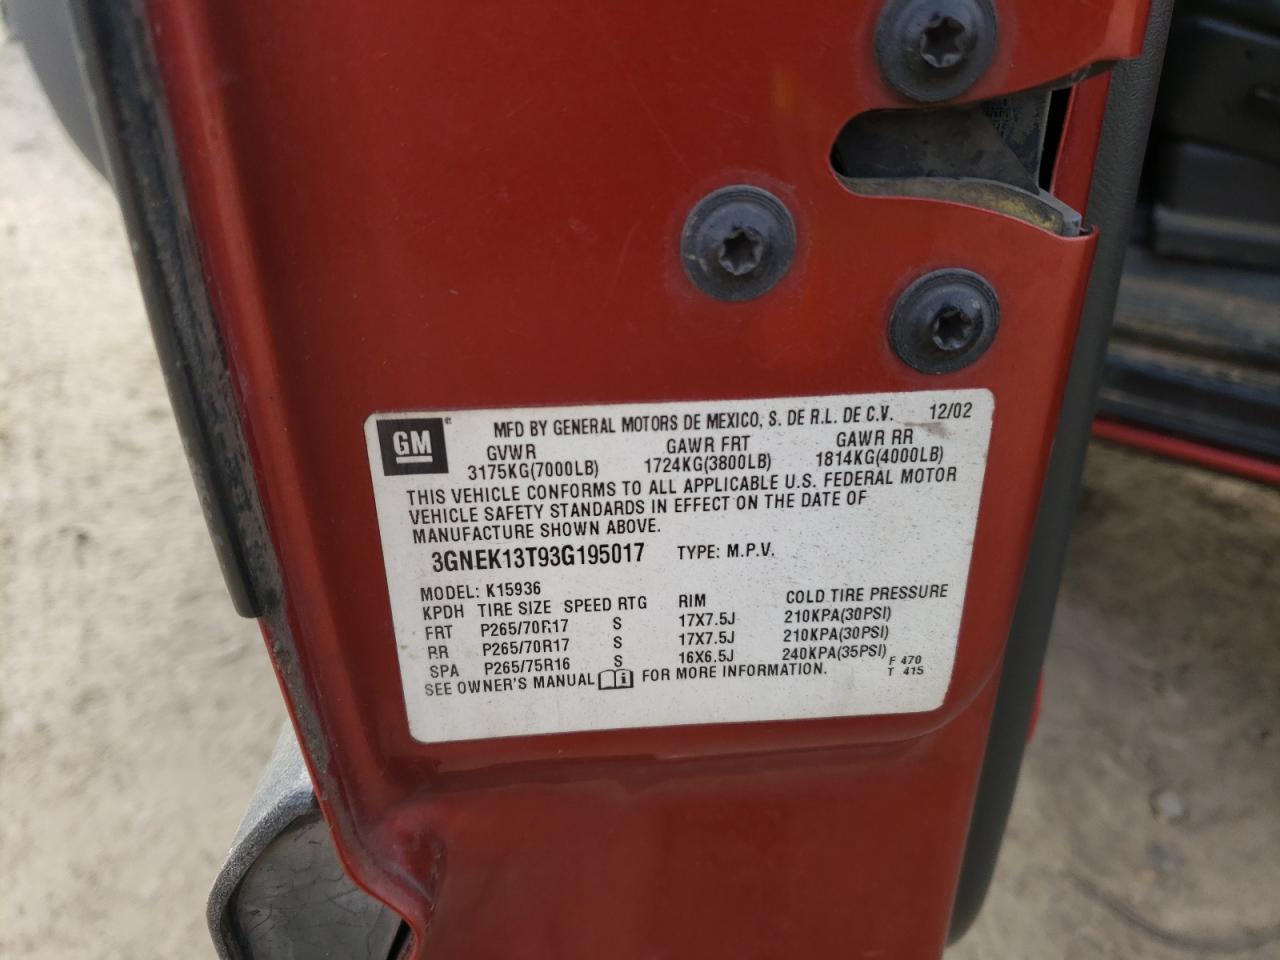 GM MFD BY GENERAL MOTORS DE MEXICO, S. DE R.L. DE C.V. 12/02
GVWR GAWR FRT GAWR RR
3175KG(7000LB) 1724KG(3800LB) 1814KG(4000LB)
THIS VEHICLE CONFORMS TO ALL APPLICABLE U.S. FEDERAL MOTOR
VEHICLE SAFETY STANDARDS IN EFFECT ON THE DATE OF
MANUFACTURE SHOWN ABOVE.
3GNEK13T93G195017 TYPE: M.P.V.
MODEL: K15936
KPDH TIRE SIZE SPEED RTG RIM COLD TIRE PRESSURE
FRT P265/70R17 S 17X7.5J 210KPA(30PSI)
RR P265/70R17 S 17X7.5J 210KPA(30PSI)
SPA P265/75R16 S 16X6.5J 240KPA(35PSI)
SEE OWNER'S MANUAL FOR MORE INFORMATION.
F 470
T 415